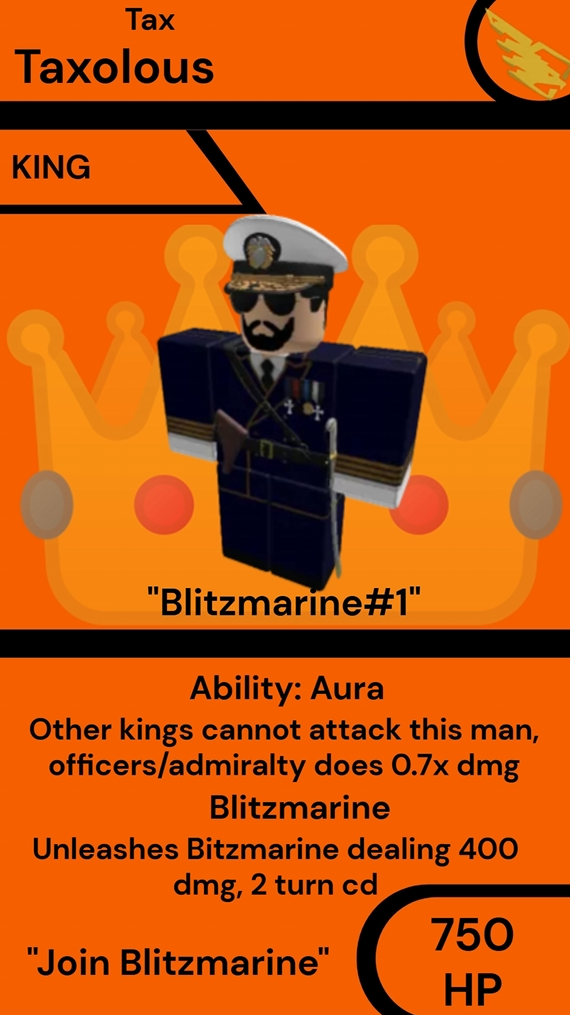 Tax
Taxolous
KING
"Blitzmarine#1"
Ability: Aura
Other kings cannot attack this man,
officers/admiralty does 0.7x dmg
Blitzmarine
Unleashes Bitzmarine dealing 400
dmg, 2 turn cd
"Join Blitzmarine"
750
HP